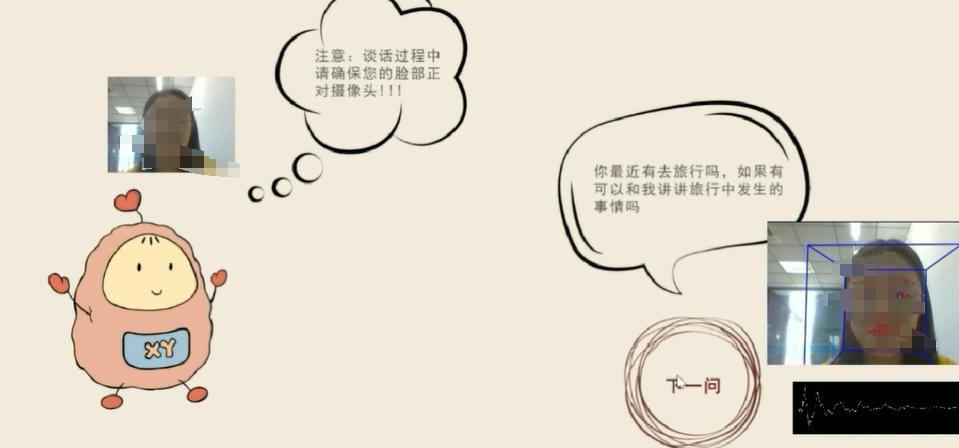 注意：谈话过程中
请确保您的脸部正
对摄像头!!!
你最近有去旅行吗，如果有
可以和我讲讲旅行中发生的
事情吗
XY
下一问